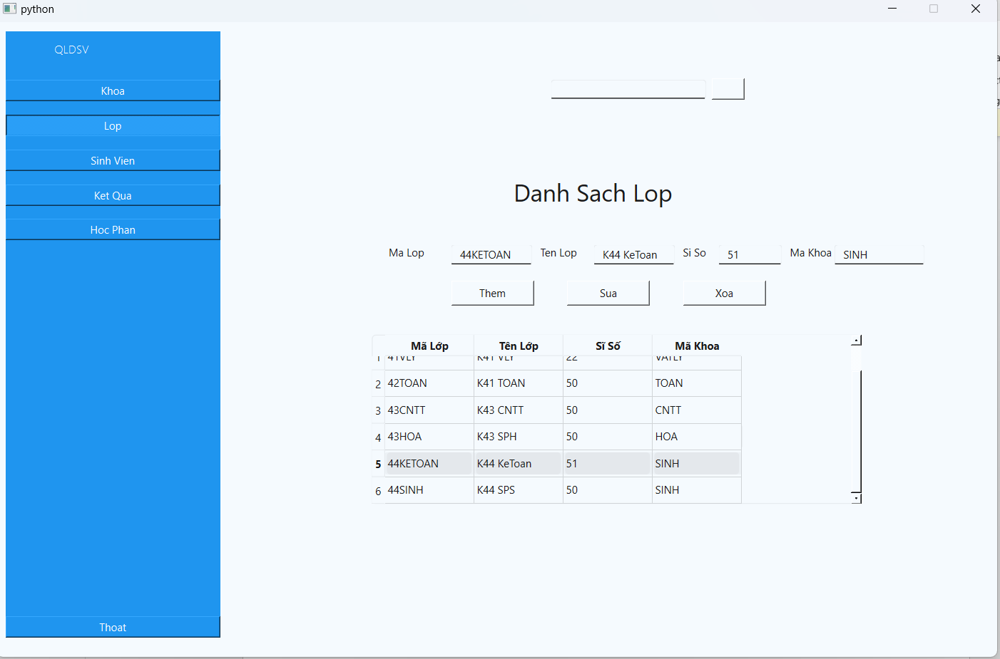 python
QLDSV
Khoa
Lop
Sinh Vien
Ket Qua
Hoc Phan
Thoat
Danh Sach Lop
Ma Lop 44KETOAN Ten Lop K44 KeToan Si So 51 Ma Khoa SINH
Them Sua Xoa
Mã Lớp Tên Lớp Sĩ Số Mã Khoa
1 41VLY K41 VLY 22 VATLY
2 42TOAN K41 TOAN 50 TOAN
3 43CNTT K43 CNTT 50 CNTT
4 43HOA K43 SPH 50 HOA
5 44KETOAN K44 KeToan 51 SINH
6 44SINH K44 SPS 50 SINH